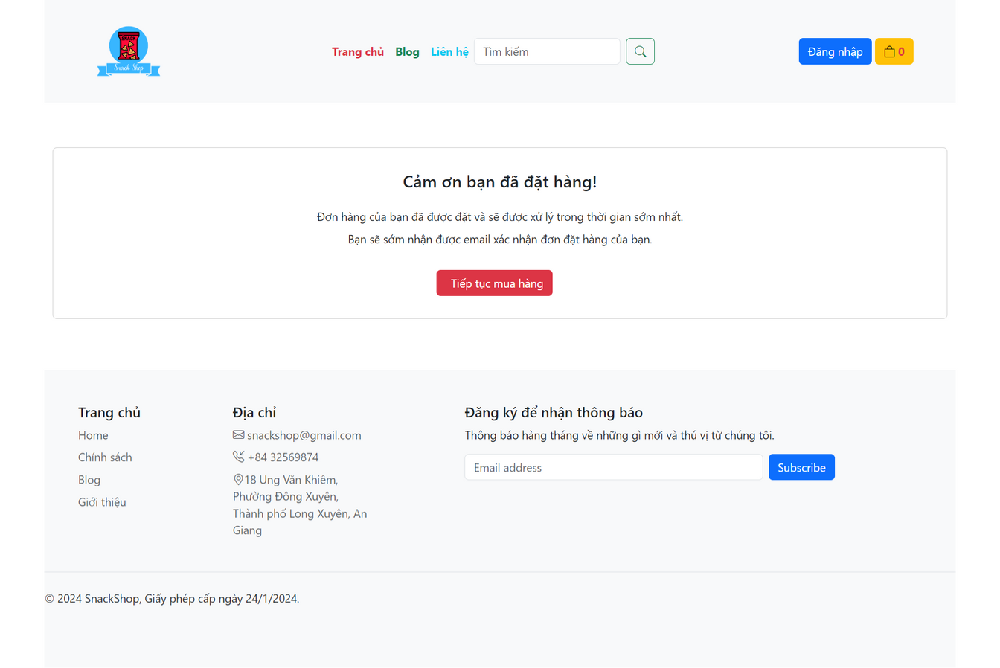 SNACK
Snack Shop
Trang chủ Blog Liên hệ Tìm kiếm Đăng nhập 0
Cảm ơn bạn đã đặt hàng!
Đơn hàng của bạn đã được đặt và sẽ được xử lý trong thời gian sớm nhất.
Bạn sẽ sớm nhận được email xác nhận đơn đặt hàng của bạn.
Tiếp tục mua hàng
Trang chủ
Home
Chính sách
Blog
Giới thiệu
Địa chỉ
snackshop@gmail.com
+84 32569874
18 Ung Văn Khiêm,
Phường Đông Xuyên,
Thành phố Long Xuyên, An
Giang
Đăng ký để nhận thông báo
Thông báo hàng tháng về những gì mới và thú vị từ chúng tôi.
Email address Subscribe
© 2024 SnackShop, Giấy phép cấp ngày 24/1/2024.